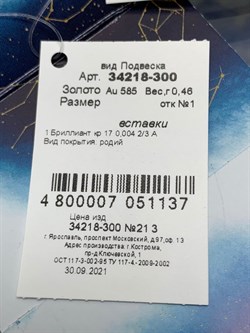 вид Подвеска
Арт. 34218-300
Золото Au 585 Вес,г 0,46
Размер отк №1
вставки
1 Бриллиант кр 17 0,004 2/3 А
Вид покрытия: родий
4 800007 051137
Цена изд.
34218-300 №21 3
г. Ярославль, проспект Московский, д.97,оф. 13
Адрес производства: г.Кострома,
пр-д Ключевской, 1
ОСТ117-3-002-95 ТУ 117-4-2009-2002
30.09.2021